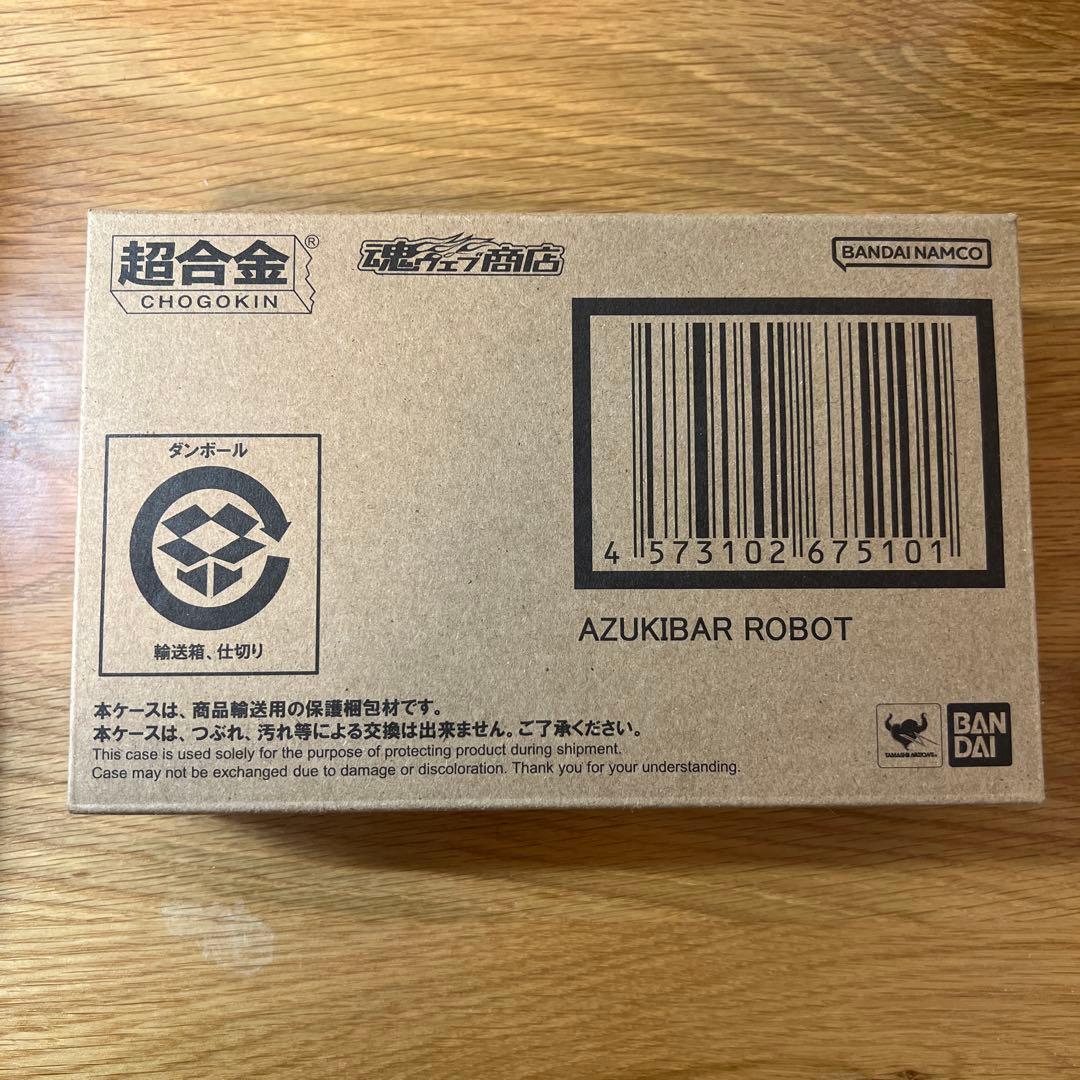 超合金®
CHOGOKIN
魂ウェブ商店
BANDAI NAMCO
4 573102 675101
AZUKIBAR ROBOT
ダンボール
輸送箱、仕切り
本ケースは、商品輸送用の保護梱包材です。
本ケースは、つぶれ、汚れ等による交換は出来ません。ご了承ください。
This case is used solely for the purpose of protecting product during shipment.
Case may not be exchanged due to damage or discoloration. Thank you for your understanding.
TAMASHII NATIONS
BAN
DAI